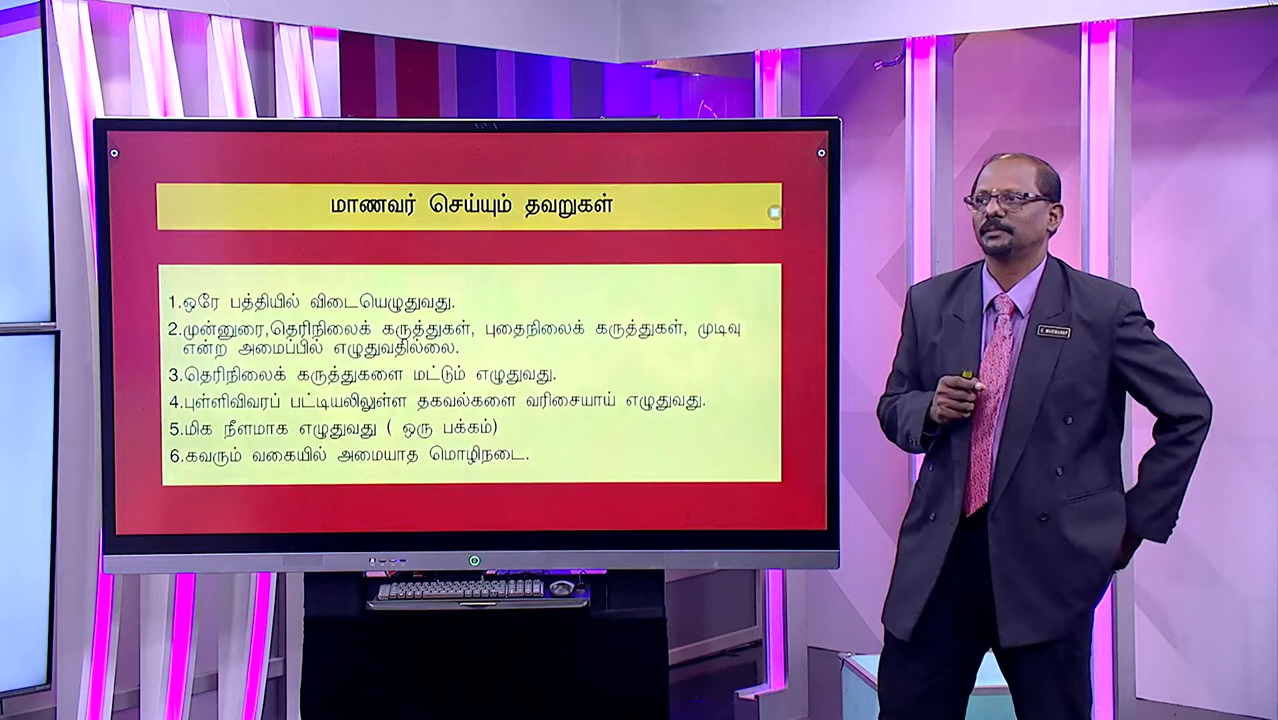 மாணவர் செய்யும் தவறுகள்
1.ஒரே பத்தியில் விடையெழுதுவது.
2.முன்னுரை,தெரிநிலைக் கருத்துகள், புதைநிலைக் கருத்துகள், முடிவு
என்ற அமைப்பில் எழுதுவதில்லை.
3.தெரிநிலைக் கருத்துகளை மட்டும் எழுதுவது.
4.புள்ளிவிவரப் பட்டியலிலுள்ள தகவல்களை வரிசையாய் எழுதுவது.
5.மிக நீளமாக எழுதுவது ( ஒரு பக்கம்)
6.கவரும் வகையில் அமையாத மொழிநடை.